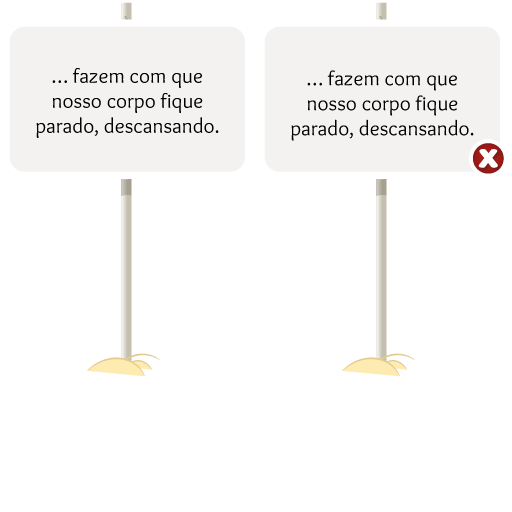 ... fazem com que
nosso corpo fique
parado, descansando.
... fazem com que
nosso corpo fique
parado, descansando.